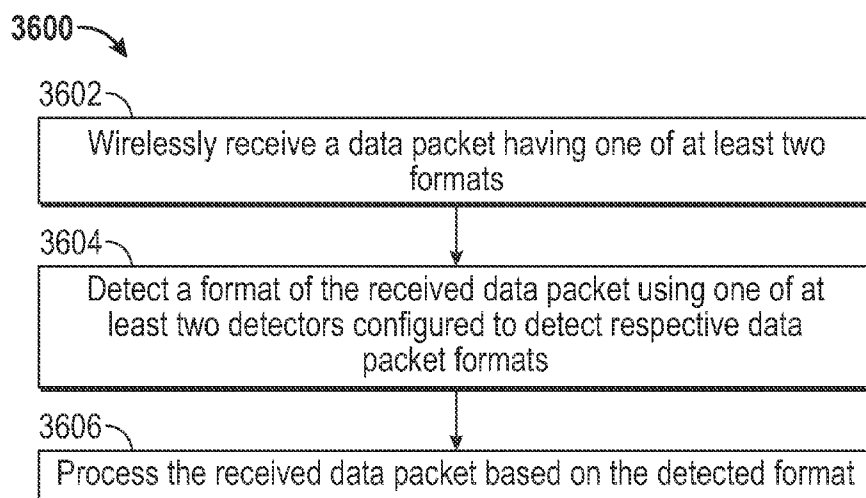 3600
3602
Wirelessly receive a data packet having one of at least two
formats
3604
Detect a format of the received data packet using one of at
least two detectors configured to detect respective data
packet formats
3606
Process the received data packet based on the detected format